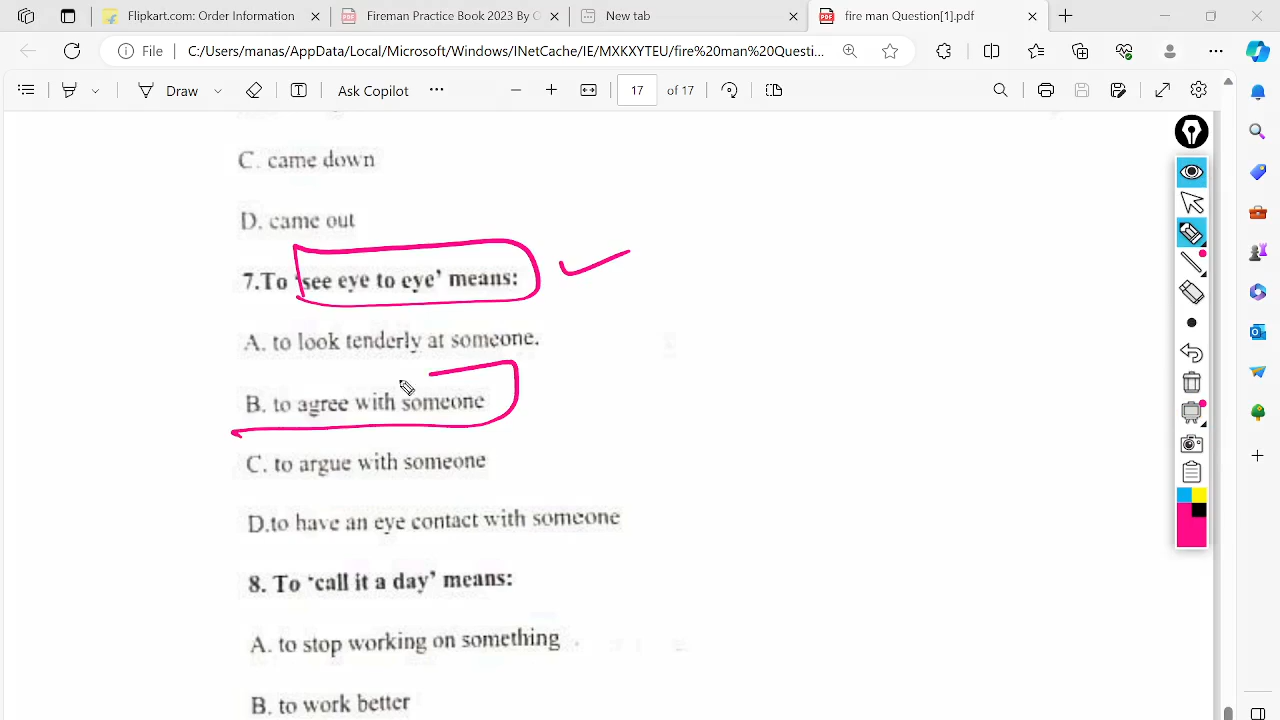 Flipkart.com: Order Information
Fireman Practice Book 2023 By C
New tab
fire man Question[1].pdf
File
C:/Users/manas/AppData/Local/Microsoft/Windows/INetCache/IE/MXKXYTEU/fire%20man%20Questi...
Draw
Ask Copilot
17
of 17
C. came down
D. came out
7.To ‘see eye to eye’ means:
A. to look tenderly at someone.
B. to agree with someone
C. to argue with someone
D.to have an eye contact with someone
8. To ‘call it a day’ means:
A. to stop working on something
B. to work better